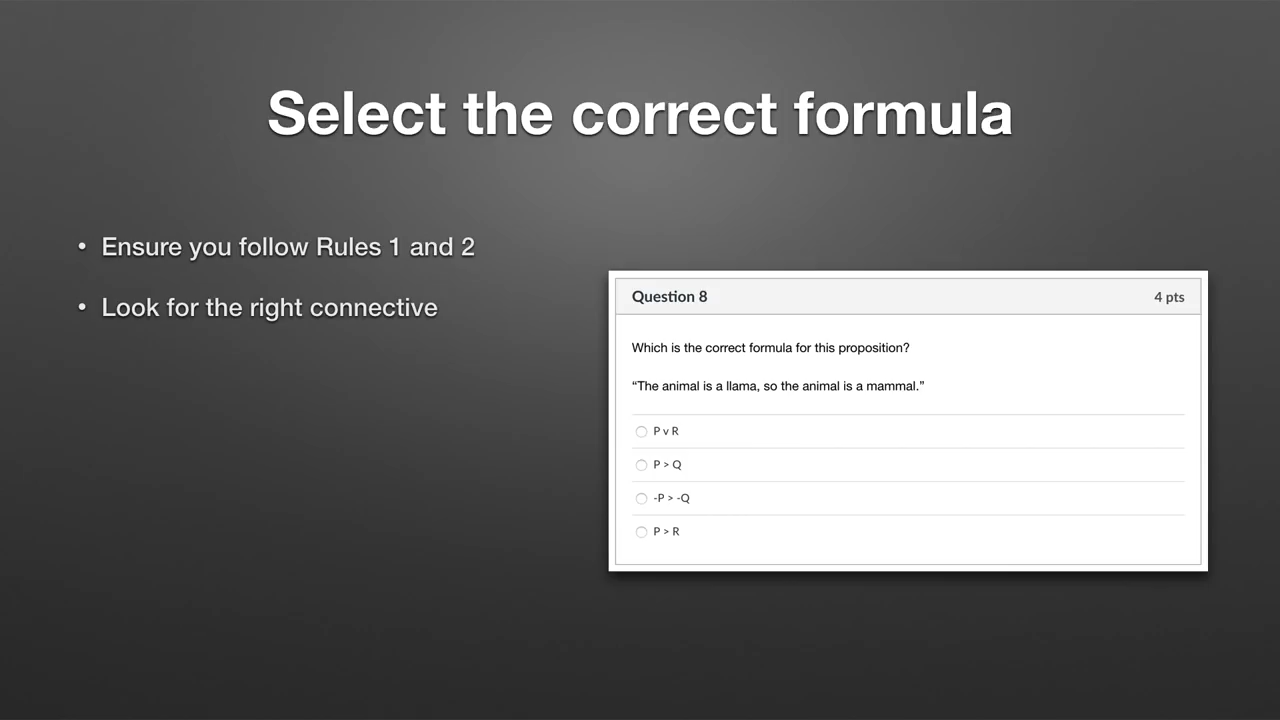 Select the correct formula
• Ensure you follow Rules 1 and 2
• Look for the right connective
Question 8 4 pts
Which is the correct formula for this proposition?
“The animal is a llama, so the animal is a mammal.”
P v R
P > Q
-P > -Q
P > R